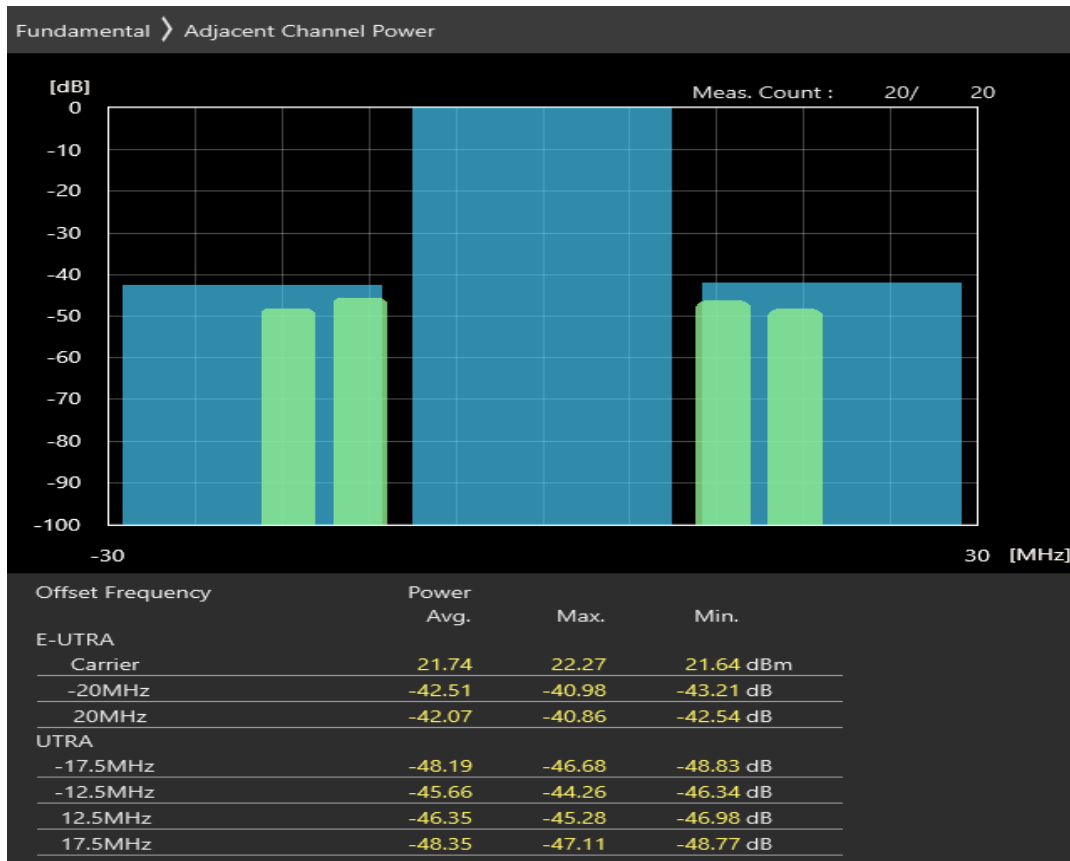 Fundamental 〉 Adjacent Channel Power
[dB]
Meas. Count : 20/ 20
0
-10
-20
-30
-40
-50
-60
-70
-80
-90
-100
-30 30 [MHz]
Offset Frequency Power
Avg. Max. Min.
E-UTRA
Carrier 21.74 22.27 21.64 dBm
-20MHz -42.51 -40.98 -43.21 dB
20MHz -42.07 -40.86 -42.54 dB
UTRA
-17.5MHz -48.19 -46.68 -48.83 dB
-12.5MHz -45.66 -44.26 -46.34 dB
12.5MHz -46.35 -45.28 -46.98 dB
17.5MHz -48.35 -47.11 -48.77 dB